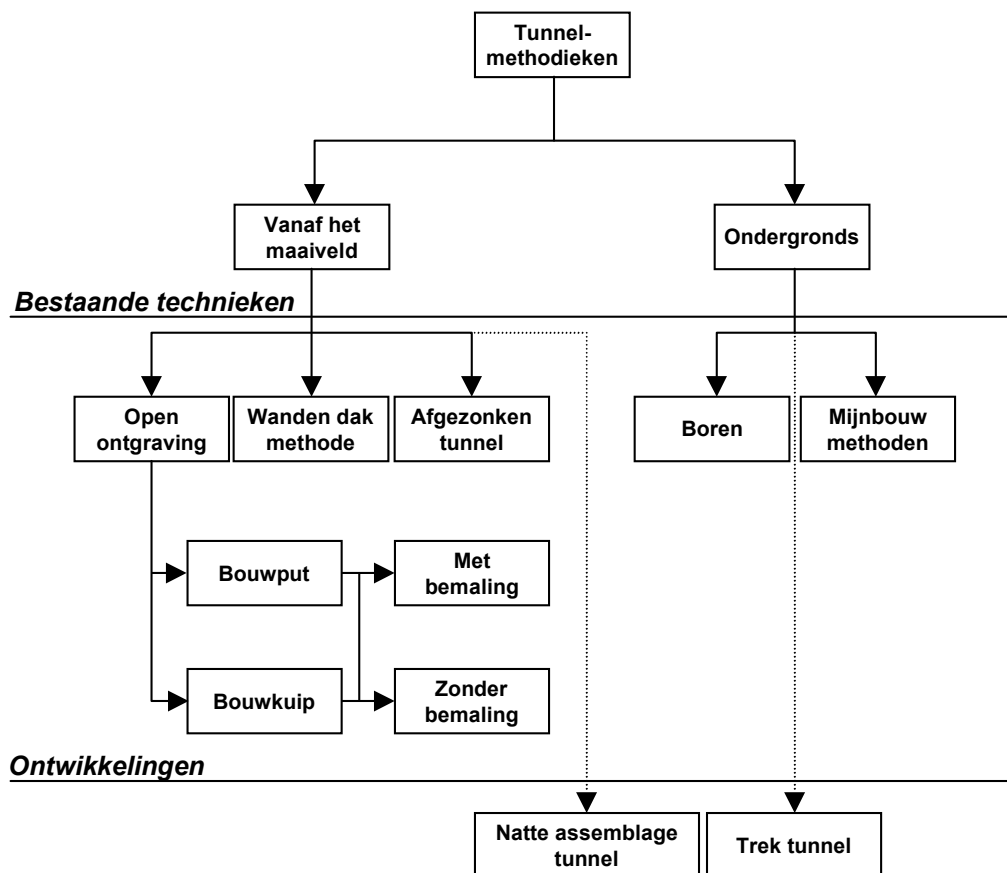 Tunnel-
methodieken
Vanaf het
maaiveld
Ondergronds
Bestaande technieken
Open
ontgraving
Wanden dak
methode
Afgezonken
tunnel
Boren
Mijnbouw
methoden
Bouwput
Met
bemaling
Bouwkuip
Zonder
bemaling
Ontwikkelingen
Natte assemblage
tunnel
Trek tunnel